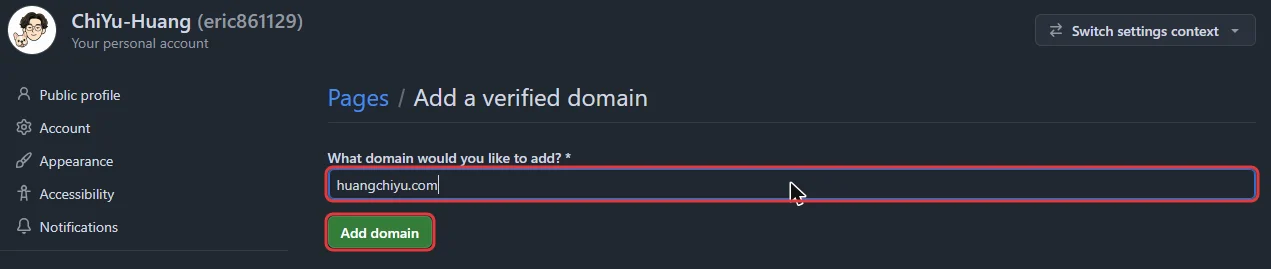 ChiYu-Huang (eric861129)
Your personal account
Switch settings context
Public profile
Account
Appearance
Accessibility
Notifications
Pages / Add a verified domain
What domain would you like to add? *
huangchiyu.com
Add domain